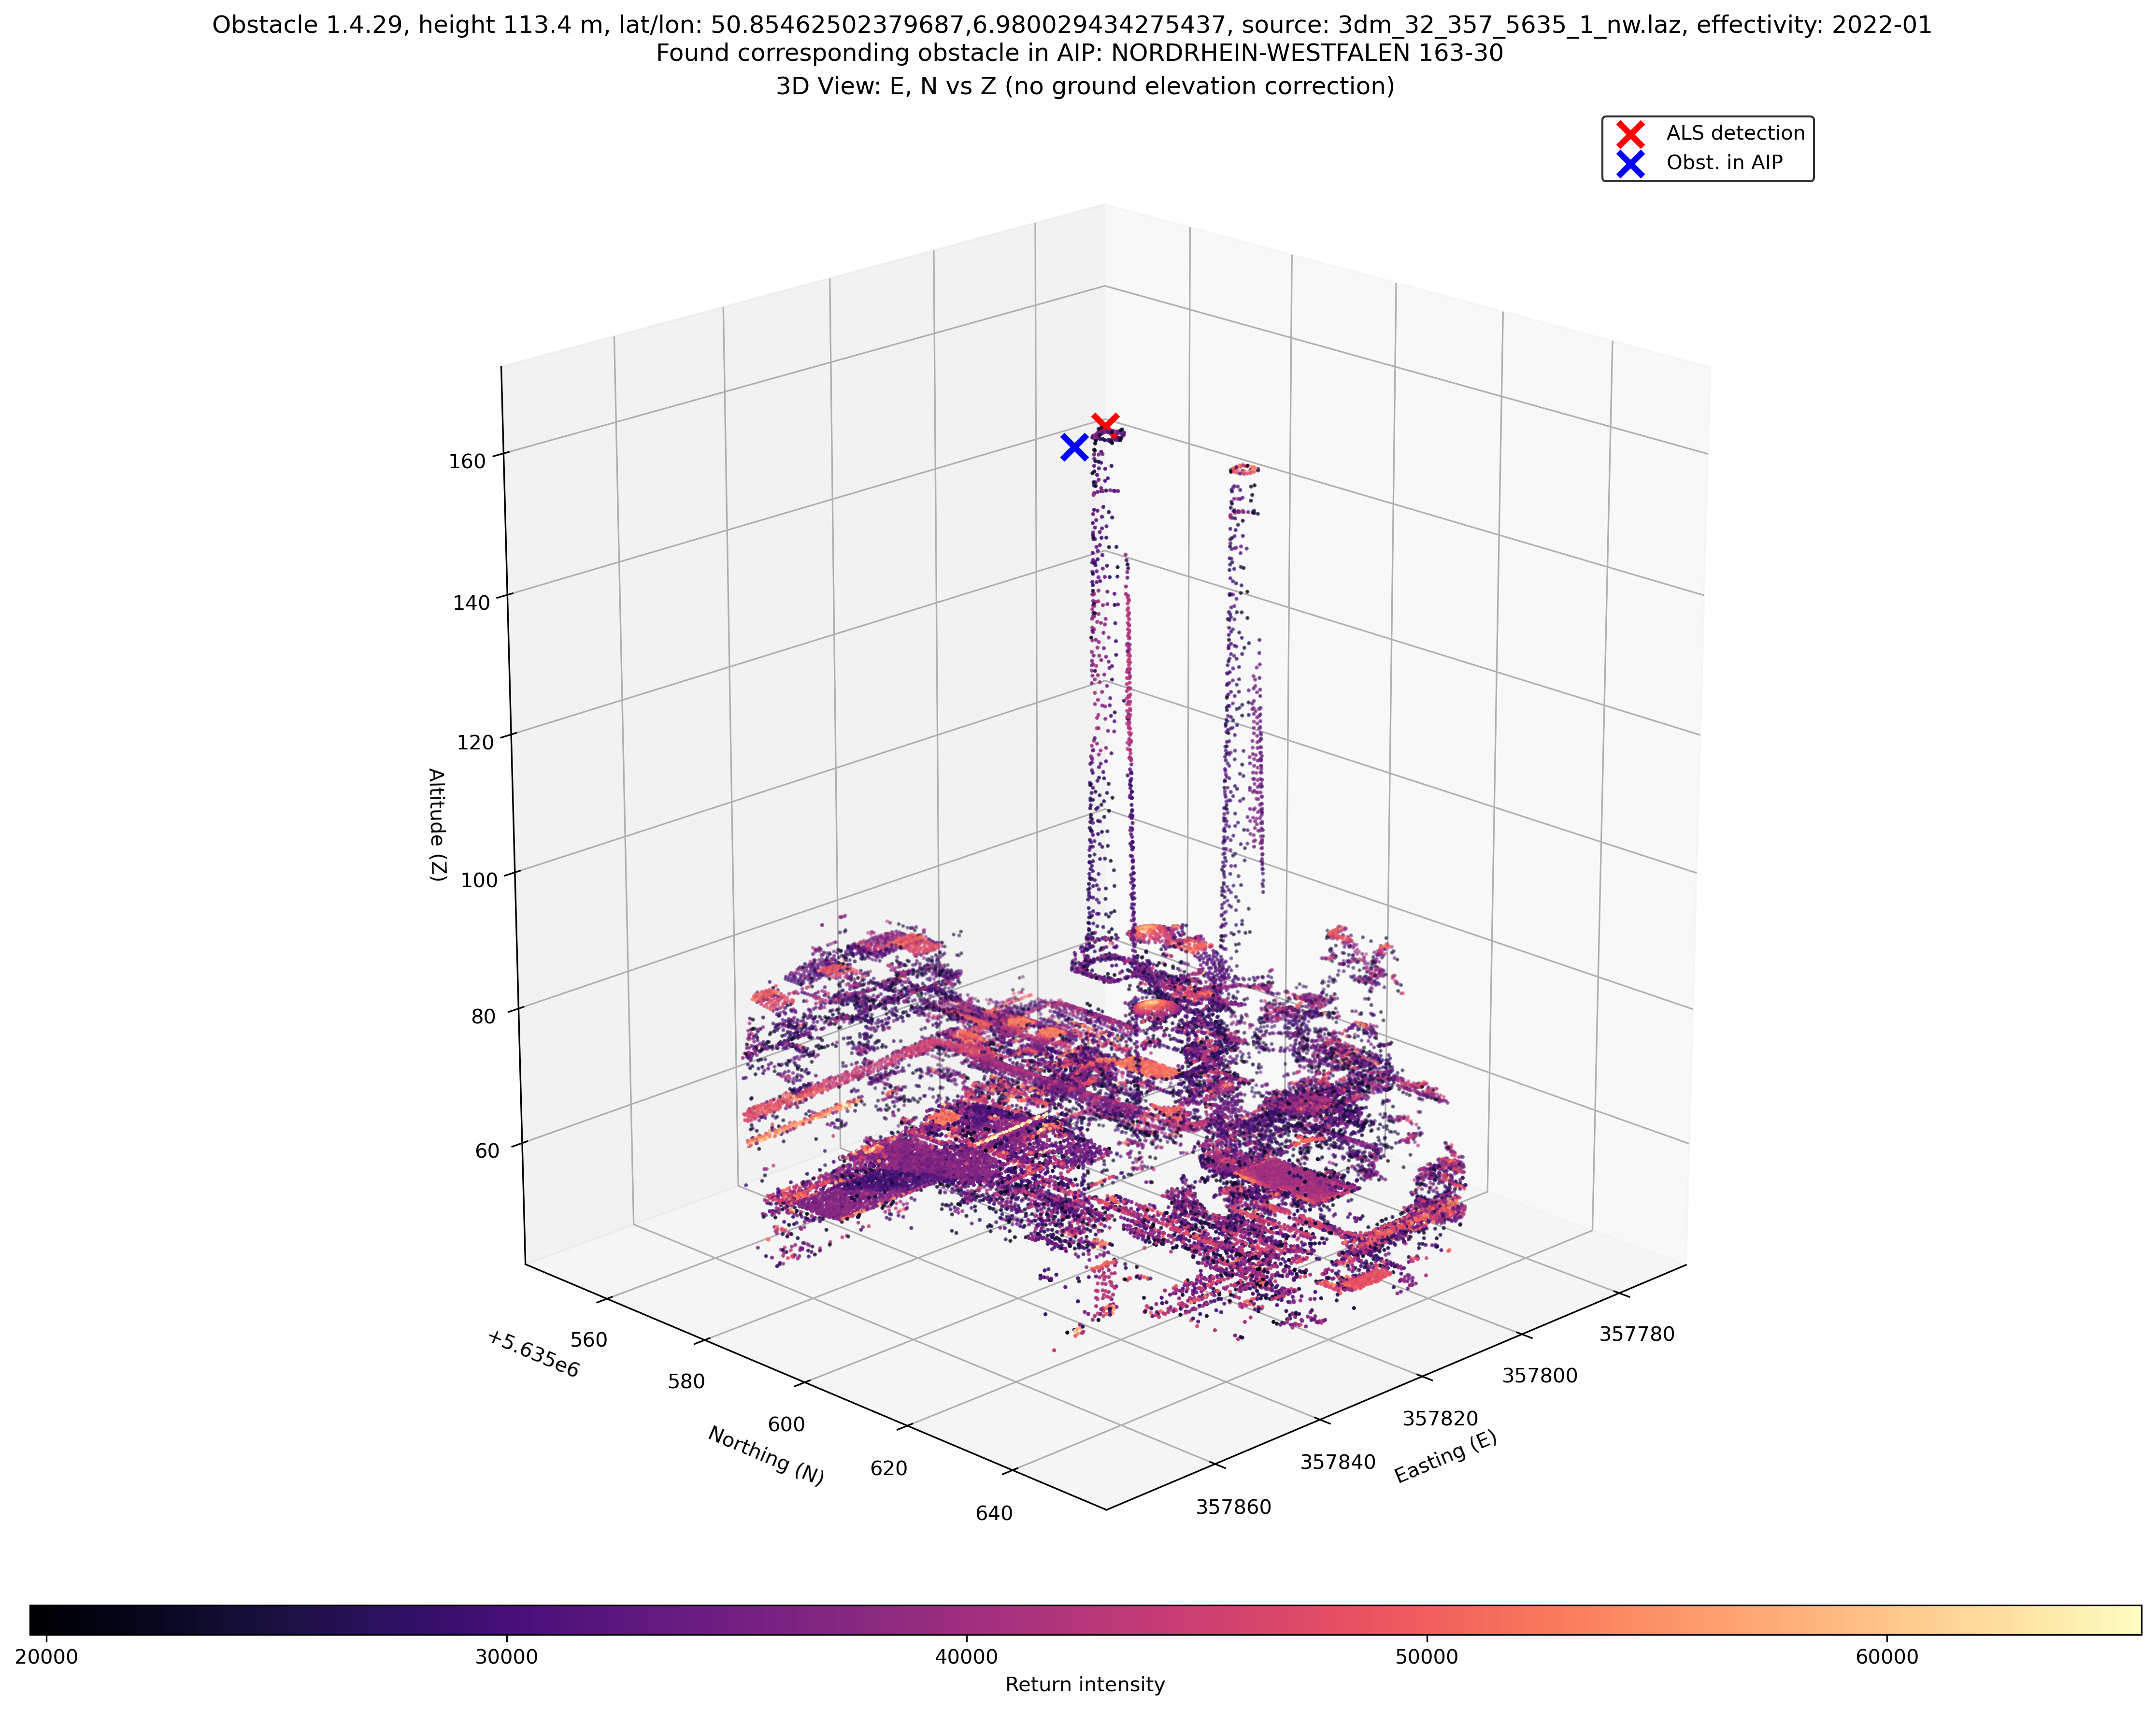 Obstacle 1.4.29, height 113.4 m, lat/lon: 50.85462502379687,6.980029434275437, source: 3dm_32_357_5635_1_nw.laz, effectivity: 2022-01
Found corresponding obstacle in AIP: NORDRHEIN-WESTFALEN 163-30
3D View: E, N vs Z (no ground elevation correction)
ALS detection
Obst. in AIP
160
140
120
100
80
60
Altitude (Z)
+5.635e6
560
580
600
620
640
Northing (N)
357780
357800
357820
357840
357860
Easting (E)
20000 30000 40000 50000 60000
Return intensity